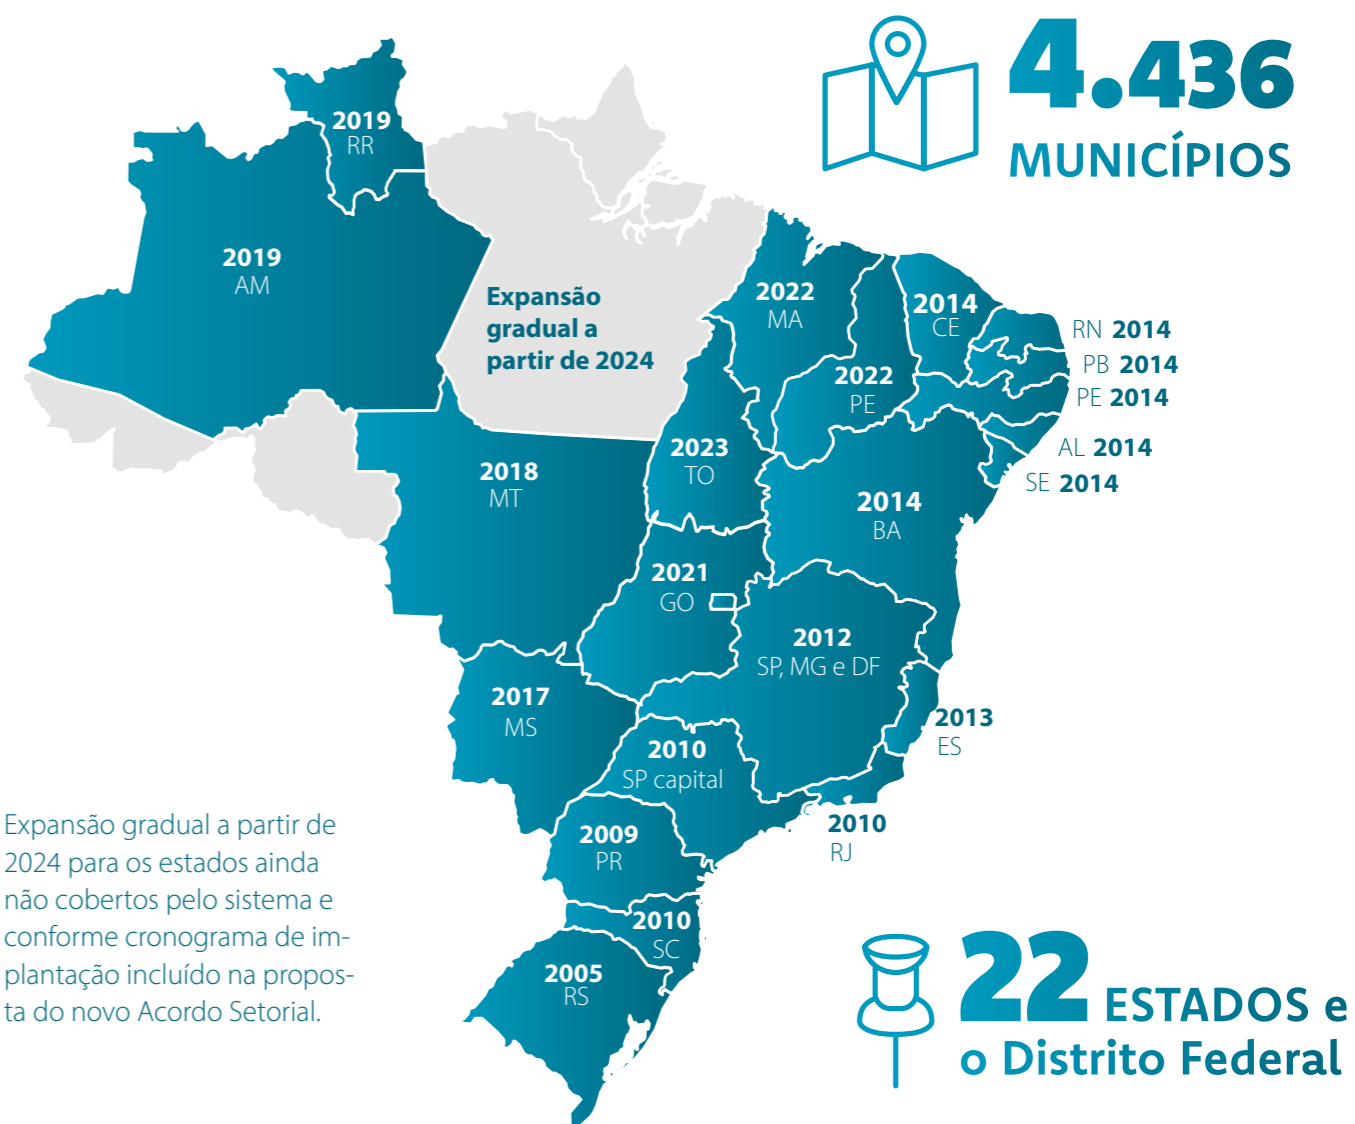 4.436
MUNICÍPIOS
2019
RR
2019
AM
Expansão
gradual a
partir de 2024
2022
MA
2014
CE
RN 2014
PB 2014
PE 2014
AL 2014
SE 2014
2022
PE
2023
TO
2018
MT
2014
BA
2021
GO
2012
SP, MG e DF
2017
MS
2013
ES
2010
SP capital
2010
RJ
2009
PR
2010
SC
2005
RS
Expansão gradual a partir de
2024 para os estados ainda
não cobertos pelo sistema e
conforme cronograma de im-
plantação incluído na propos-
ta do novo Acordo Setorial.
22 ESTADOS e
o Distrito Federal